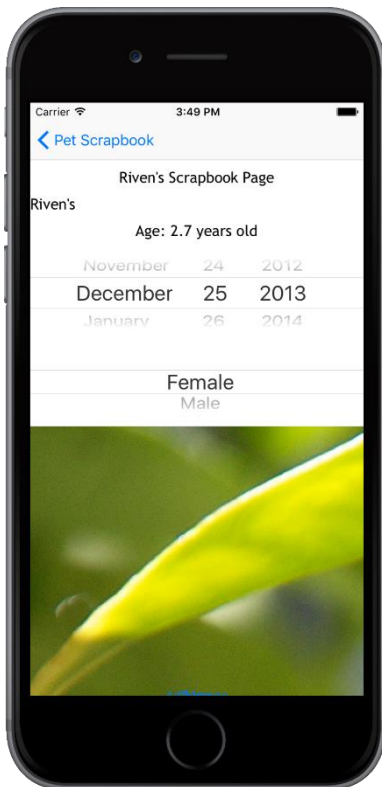 Carrier 3:49 PM
Pet Scrapbook
Riven's Scrapbook Page
Riven's
Age: 2.7 years old
November 24 2012
December 25 2013
January 26 2014
Female
Male